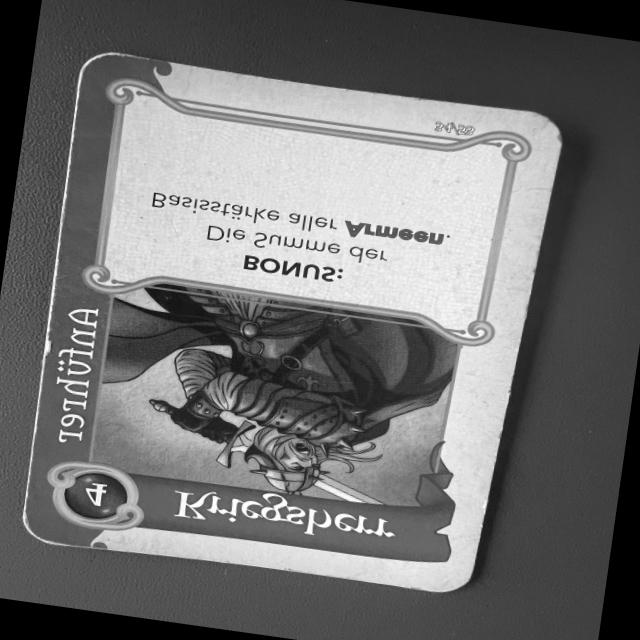 4
Kriegsherr
Anführer
BONUS:
Die Summe der
Basisstärke aller Armeen.